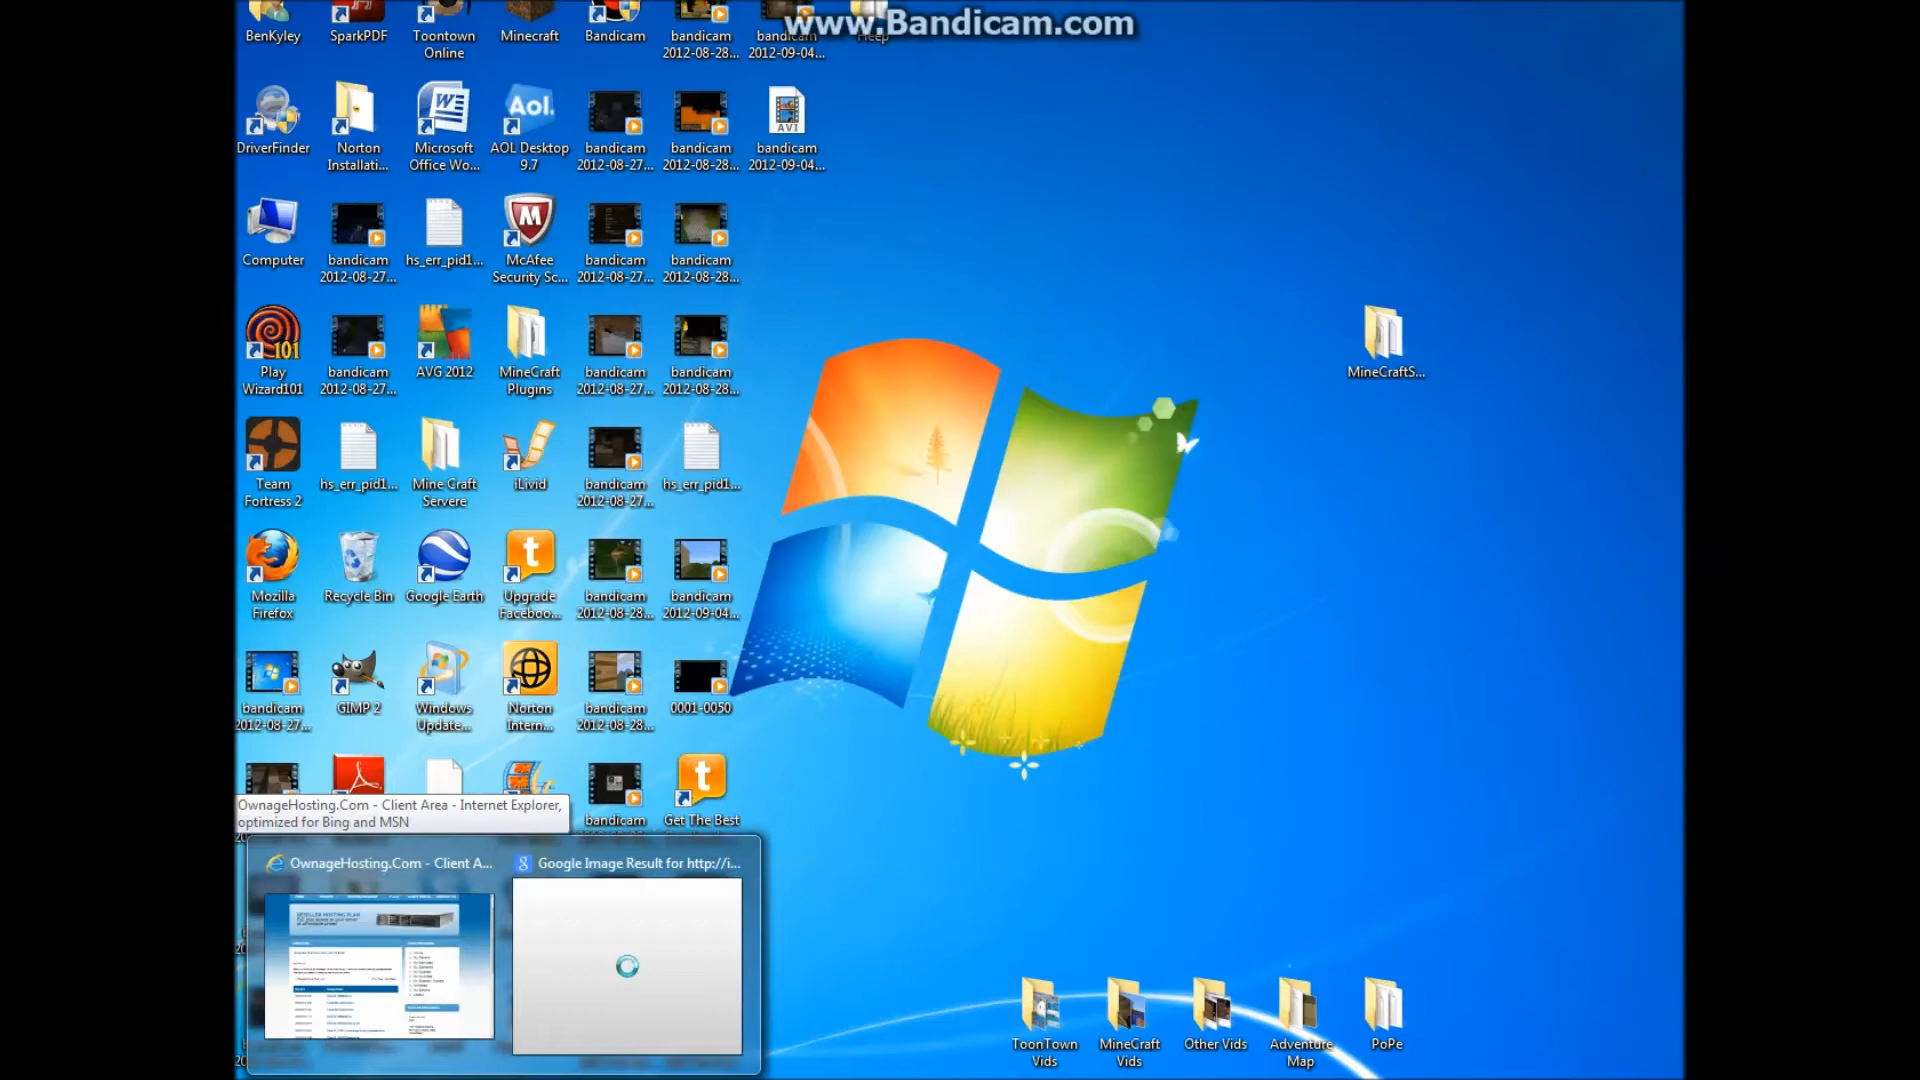 www.Bandicam.com
BenKyley
SparkPDF
Toontown
Online
Minecraft
Bandicam
bandicam
2012-08-28...
bandicam
2012-09-04...
DriverFinder
Norton
Installati...
Microsoft
Office Wo...
AOL Desktop
9.7
Aol.
bandicam
2012-08-27...
bandicam
2012-08-28...
AVI
bandicam
2012-09-04...
Computer
bandicam
2012-08-27...
hs_err_pid1...
McAfee
Security Sc...
bandicam
2012-08-27...
bandicam
2012-08-28...
101
Play
Wizard101
bandicam
2012-08-27...
AVG 2012
MineCraft
Plugins
bandicam
2012-08-27...
bandicam
2012-08-28...
MineCraftS...
Team
Fortress 2
hs_err_pid1...
Mine Craft
Servere
iLivid
bandicam
2012-08-27...
hs_err_pid1...
Mozilla
Firefox
Recycle Bin
Google Earth
Upgrade
Faceboo...
bandicam
2012-08-28...
bandicam
2012-09-04...
bandicam
2012-08-27...
GIMP 2
Windows
Update...
Norton
Intern...
bandicam
2012-08-28...
0001-0050
bandicam
Get The Best
OwnageHosting.Com - Client Area - Internet Explorer,
optimized for Bing and MSN
OwnageHosting.Com - Client A...
Google Image Result for http://i...
RESELLER HOSTING PLAN
ToonTown
Vids
MineCraft
Vids
Other Vids
Adventure
Map
PoPe